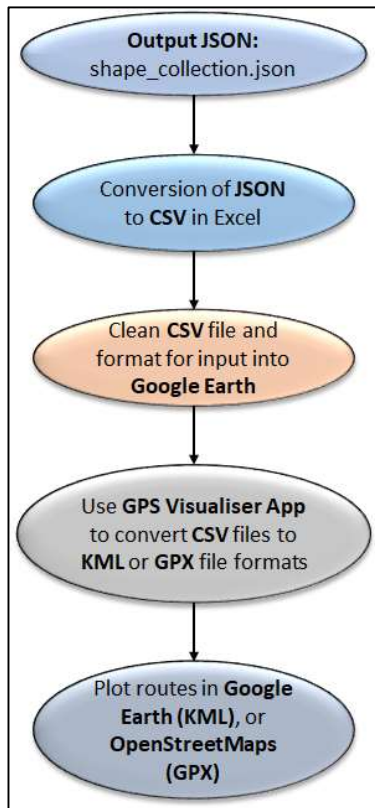 Output JSON:
shape_collection.json
Conversion of JSON
to CSV in Excel
Clean CSV file and
format for input into
Google Earth
Use GPS Visualiser App
to convert CSV files to
KML or GPX file formats
Plot routes in Google
Earth (KML), or
OpenStreetMaps
(GPX)